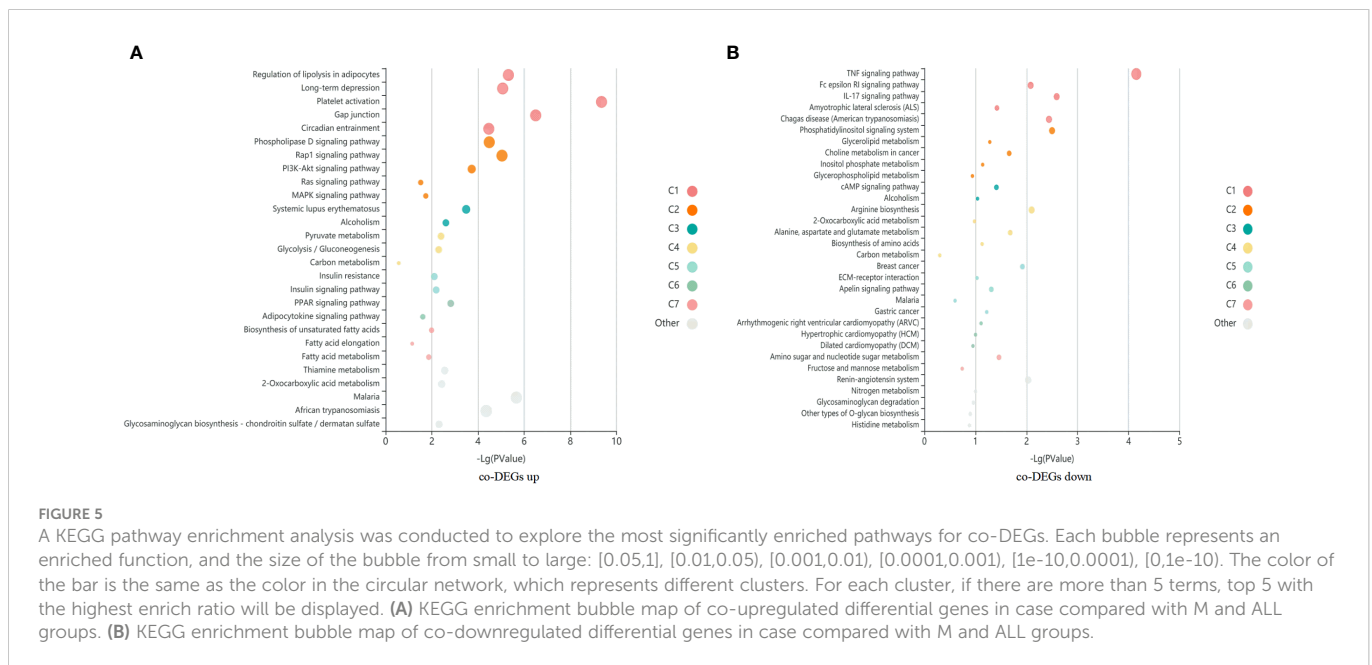 A
Regulation of lipolysis in adipocytes
Long-term depression
Platelet activation
Gap junction
Circadian entrainment
Phospholipase D signaling pathway
Rap1 signaling pathway
PI3K-Akt signaling pathway
Ras signaling pathway
MAPK signaling pathway
Systemic lupus erythematosus
Alcoholism
Pyruvate metabolism
Glycolysis / Gluconeogenesis
Carbon metabolism
Insulin resistance
Insulin signaling pathway
PPAR signaling pathway
Adipocytokine signaling pathway
Biosynthesis of unsaturated fatty acids
Fatty acid elongation
Fatty acid metabolism
Thiamine metabolism
2-Oxocarboxylic acid metabolism
Malaria
African trypanosomiasis
Glycosaminoglycan biosynthesis - chondroitin sulfate / dermatan sulfate
0 2 4 6 8 10
-Lg(PValue)
co-DEGs up
C1
C2
C3
C4
C5
C6
C7
Other
B
TNF signaling pathway
Fc epsilon RI signaling pathway
IL-17 signaling pathway
Amyotrophic lateral sclerosis (ALS)
Chagas disease (American trypanosomiasis)
Phosphatidylinositol signaling system
Glycerolipid metabolism
Choline metabolism in cancer
Inositol phosphate metabolism
Glycerophospholipid metabolism
cAMP signaling pathway
Alcoholism
Arginine biosynthesis
2-Oxocarboxylic acid metabolism
Alanine, aspartate and glutamate metabolism
Biosynthesis of amino acids
Carbon metabolism
Breast cancer
ECM-receptor interaction
Apelin signaling pathway
Malaria
Gastric cancer
Arrhythmogenic right ventricular cardiomyopathy (ARVC)
Hypertrophic cardiomyopathy (HCM)
Dilated cardiomyopathy (DCM)
Amino sugar and nucleotide sugar metabolism
Fructose and mannose metabolism
Renin-angiotensin system
Nitrogen metabolism
Glycosaminoglycan degradation
Other types of O-glycan biosynthesis
Histidine metabolism
0 1 2 3 4 5
-Lg(PValue)
co-DEGs down
C1
C2
C3
C4
C5
C6
C7
Other
FIGURE 5
A KEGG pathway enrichment analysis was conducted to explore the most significantly enriched pathways for co-DEGs. Each bubble represents an
enriched function, and the size of the bubble from small to large: [0.05,1], [0.01,0.05), [0.001,0.01), [0.0001,0.001), [1e-10,0.0001), [0,1e-10). The color of
the bar is the same as the color in the circular network, which represents different clusters. For each cluster, if there are more than 5 terms, top 5 with
the highest enrich ratio will be displayed. (A) KEGG enrichment bubble map of co-upregulated differential genes in case compared with M and ALL
groups. (B) KEGG enrichment bubble map of co-downregulated differential genes in case compared with M and ALL groups.